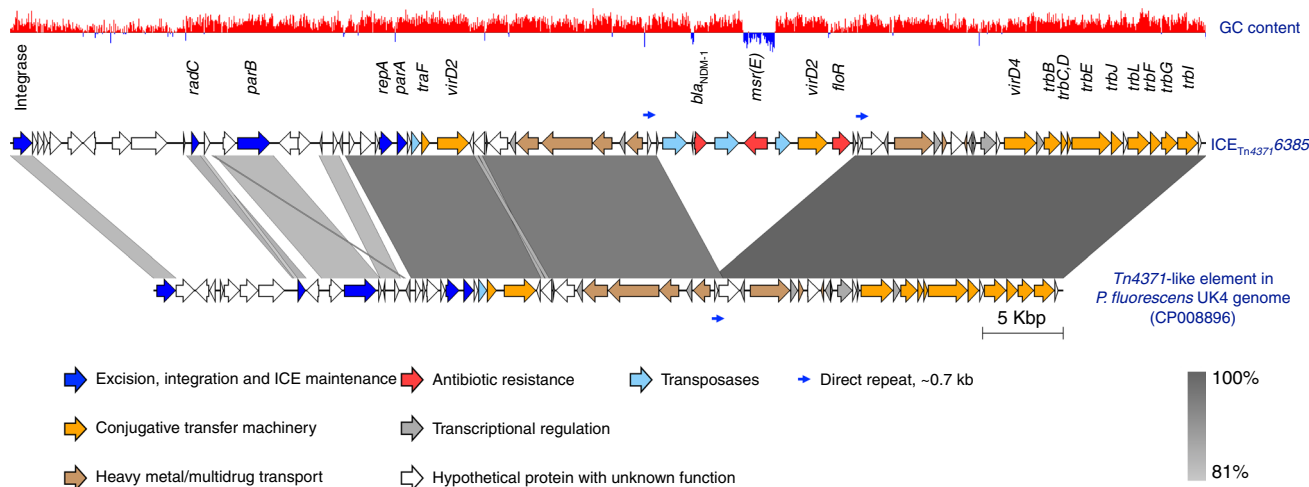 GC content
Integrase
radC
parB
repA
parA
traF
virD2
blaNDM-1
msr(E)
virD2
floR
virD4
trbB
trbC,D
trbE
trbJ
trbL
trbF
trbG
trbI
ICETn43716385
Tn4371-like element in
P. fluorescens UK4 genome
(CP008896)
5 Kbp
Excision, integration and ICE maintenance
Antibiotic resistance
Transposases
Direct repeat, ~0.7 kb
Conjugative transfer machinery
Transcriptional regulation
Heavy metal/multidrug transport
Hypothetical protein with unknown function
100%
81%